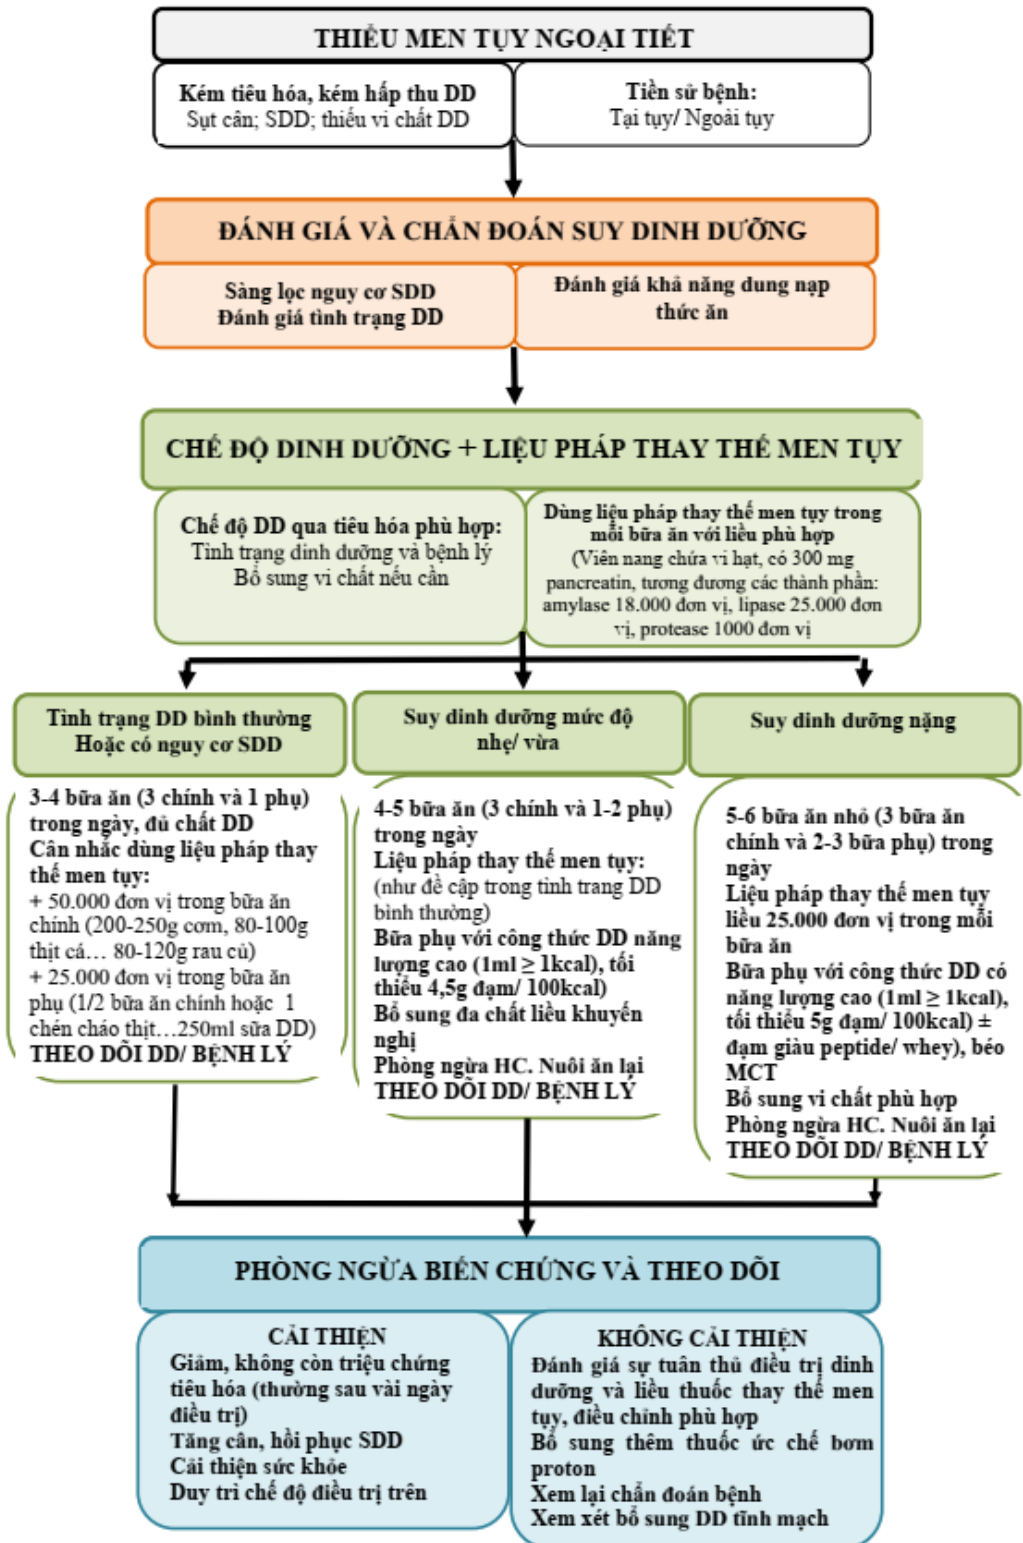 THIẾU MEN TỤY NGOẠI TIẾT
Kém tiêu hóa, kém hấp thu DD
Sụt cân; SDD; thiếu vi chất DD
Tiền sử bệnh:
Tại tụy/ Ngoài tụy
ĐÁNH GIÁ VÀ CHẨN ĐOÁN SUY DINH DƯỠNG
Sàng lọc nguy cơ SDD
Đánh giá tình trạng DD
Đánh giá khả năng dung nạp
thức ăn
CHẾ ĐỘ DINH DƯỠNG + LIỆU PHÁP THAY THẾ MEN TỤY
Chế độ DD qua tiêu hóa phù hợp:
Tình trạng dinh dưỡng và bệnh lý
Bổ sung vi chất nếu cần
Dùng liệu pháp thay thế men tụy trong
mỗi bữa ăn với liều phù hợp
(Viên nang chứa vi hạt, có 300 mg
pancreatin, tương đương các thành phần:
amylase 18.000 đơn vị, lipase 25.000 đơn
vị, protease 1000 đơn vị
Tình trạng DD bình thường
Hoặc có nguy cơ SDD
3-4 bữa ăn (3 chính và 1 phụ)
trong ngày, đủ chất DD
Cân nhắc dùng liệu pháp thay
thế men tụy:
+ 50.000 đơn vị trong bữa ăn
chính (200-250g cơm, 80-100g
thịt cá... 80-120g rau củ)
+ 25.000 đơn vị trong bữa ăn
phụ (1/2 bữa ăn chính hoặc 1
chén cháo thịt...250ml sữa DD)
THEO DÕI DD/ BỆNH LÝ
Suy dinh dưỡng mức độ
nhẹ/ vừa
4-5 bữa ăn (3 chính và 1-2 phụ)
trong ngày
Liệu pháp thay thế men tụy:
(như đề cập trong tình trang DD
bình thường)
Bữa phụ với công thức DD năng
lượng cao (1ml ≥ 1kcal), tối
thiểu 4,5g đạm/ 100kcal)
Bổ sung đa chất liều khuyến
nghị
Phòng ngừa HC. Nuôi ăn lại
THEO DÕI DD/ BỆNH LÝ
Suy dinh dưỡng nặng
5-6 bữa ăn nhỏ (3 bữa ăn
chính và 2-3 bữa phụ) trong
ngày
Liệu pháp thay thế men tụy
liều 25.000 đơn vị trong mỗi
bữa ăn
Bữa phụ với công thức DD có
năng lượng cao (1ml ≥ 1kcal),
tối thiểu 5g đạm/ 100kcal) ±
đạm giàu peptide/ whey), béo
MCT
Bổ sung vi chất phù hợp
Phòng ngừa HC. Nuôi ăn lại
THEO DÕI DD/ BỆNH LÝ
PHÒNG NGỪA BIẾN CHỨNG VÀ THEO DÕI
CẢI THIỆN
Giảm, không còn triệu chứng
tiêu hóa (thường sau vài ngày
điều trị)
Tăng cân, hồi phục SDD
Cải thiện sức khỏe
Duy trì chế độ điều trị trên
KHÔNG CẢI THIỆN
Đánh giá sự tuân thủ điều trị dinh
dưỡng và liều thuốc thay thế men
tụy, điều chỉnh phù hợp
Bổ sung thêm thuốc ức chế bơm
proton
Xem lại chẩn đoán bệnh
Xem xét bổ sung DD tĩnh mạch